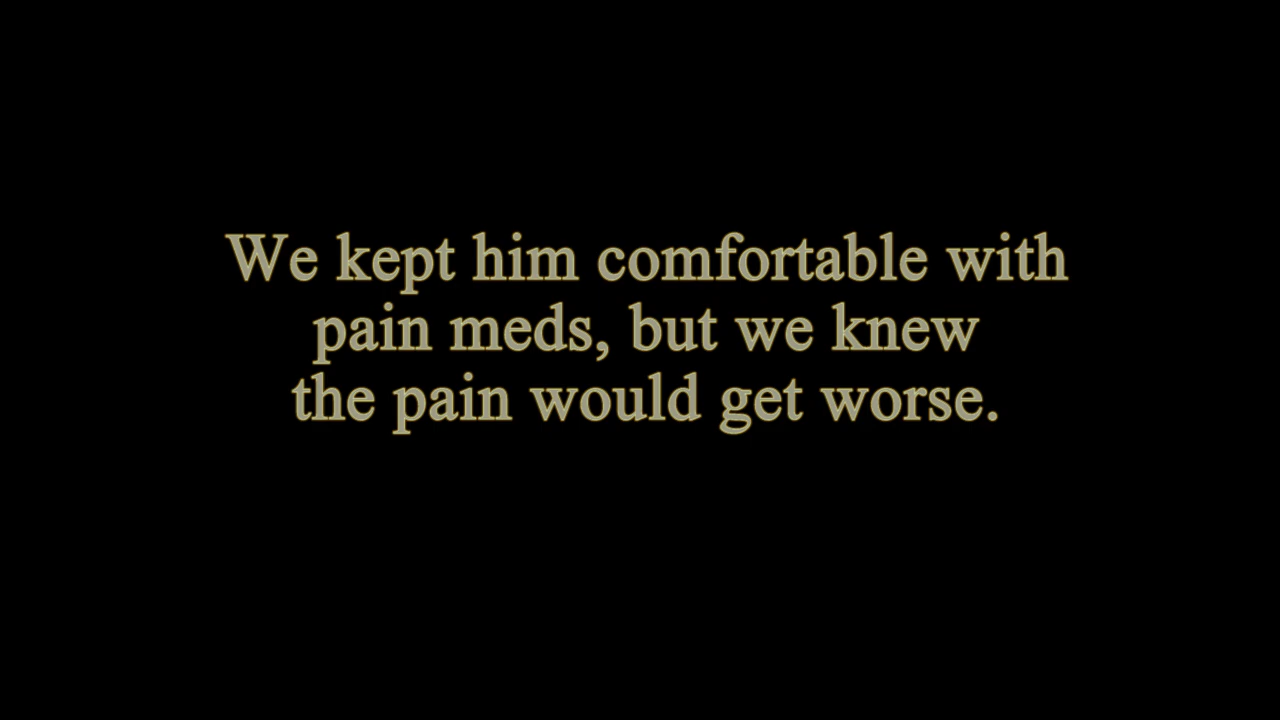 We kept him comfortable with
pain meds, but we knew
the pain would get worse.